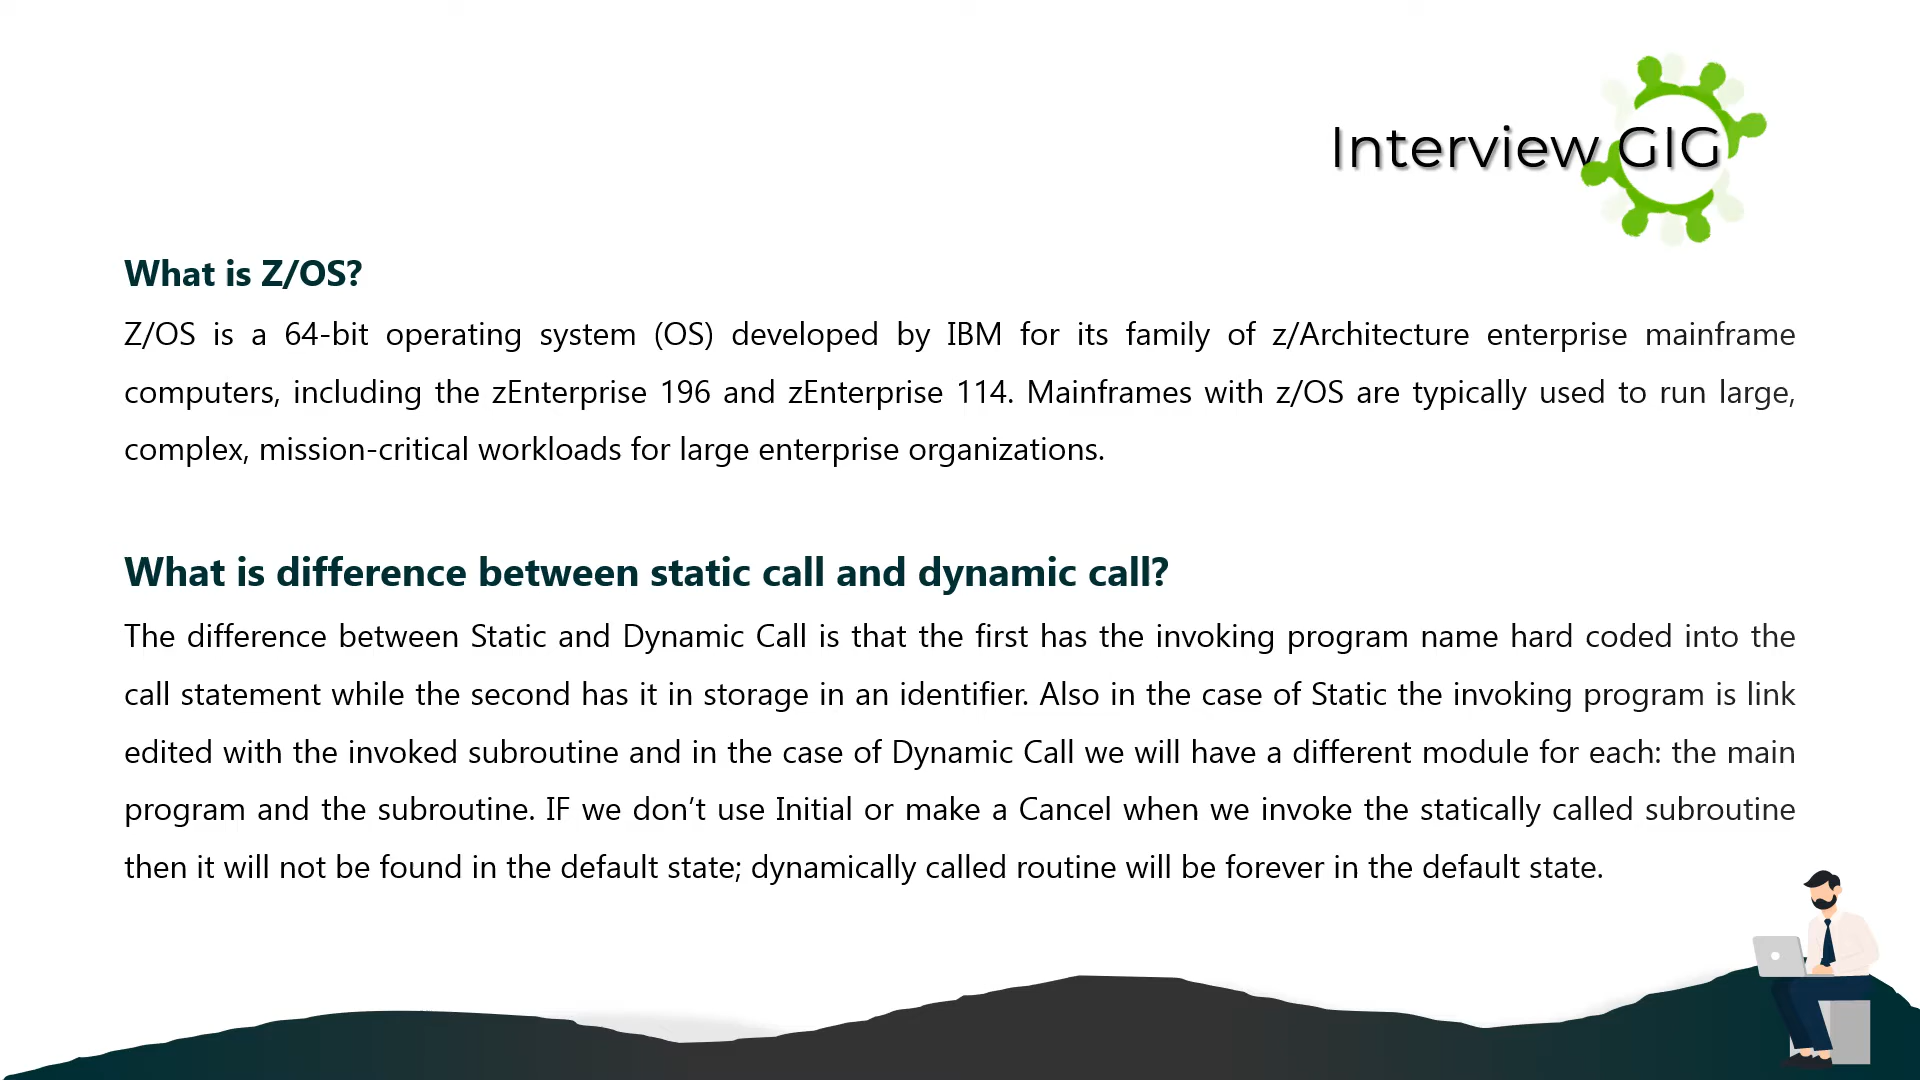 Interview GIG
What is Z/OS?
Z/OS is a 64-bit operating system (OS) developed by IBM for its family of z/Architecture enterprise mainframe
computers, including the zEnterprise 196 and zEnterprise 114. Mainframes with z/OS are typically used to run large,
complex, mission-critical workloads for large enterprise organizations.
What is difference between static call and dynamic call?
The difference between Static and Dynamic Call is that the first has the invoking program name hard coded into the
call statement while the second has it in storage in an identifier. Also in the case of Static the invoking program is link
edited with the invoked subroutine and in the case of Dynamic Call we will have a different module for each: the main
program and the subroutine. IF we don’t use Initial or make a Cancel when we invoke the statically called subroutine
then it will not be found in the default state; dynamically called routine will be forever in the default state.